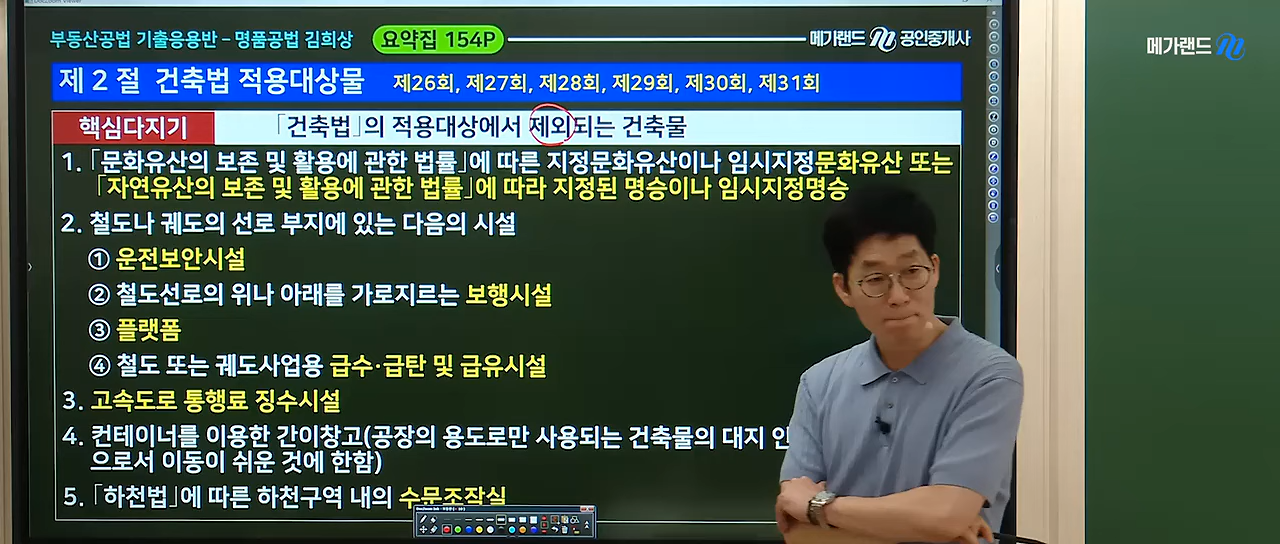 부동산공법 기출응용반 – 명품공법 김희상
요약집 154P
메가랜드 공인중개사
메가랜드
제 2 절 건축법 적용대상물 제26회, 제27회, 제28회, 제29회, 제30회, 제31회
핵심다지기 「건축법」의 적용대상에서 제외되는 건축물
1. 「문화유산의 보존 및 활용에 관한 법률」에 따른 지정문화유산이나 임시지정문화유산 또는
「자연유산의 보존 및 활용에 관한 법률」에 따라 지정된 명승이나 임시지정명승
2. 철도나 궤도의 선로 부지에 있는 다음의 시설
① 운전보안시설
② 철도선로의 위나 아래를 가로지르는 보행시설
③ 플랫폼
④ 철도 또는 궤도사업용 급수·급탄 및 급유시설
3. 고속도로 통행료 징수시설
4. 컨테이너를 이용한 간이창고(공장의 용도로만 사용되는 건축물의 대지 안
으로서 이동이 쉬운 것에 한함)
5. 「하천법」에 따른 하천구역 내의 수문조작실